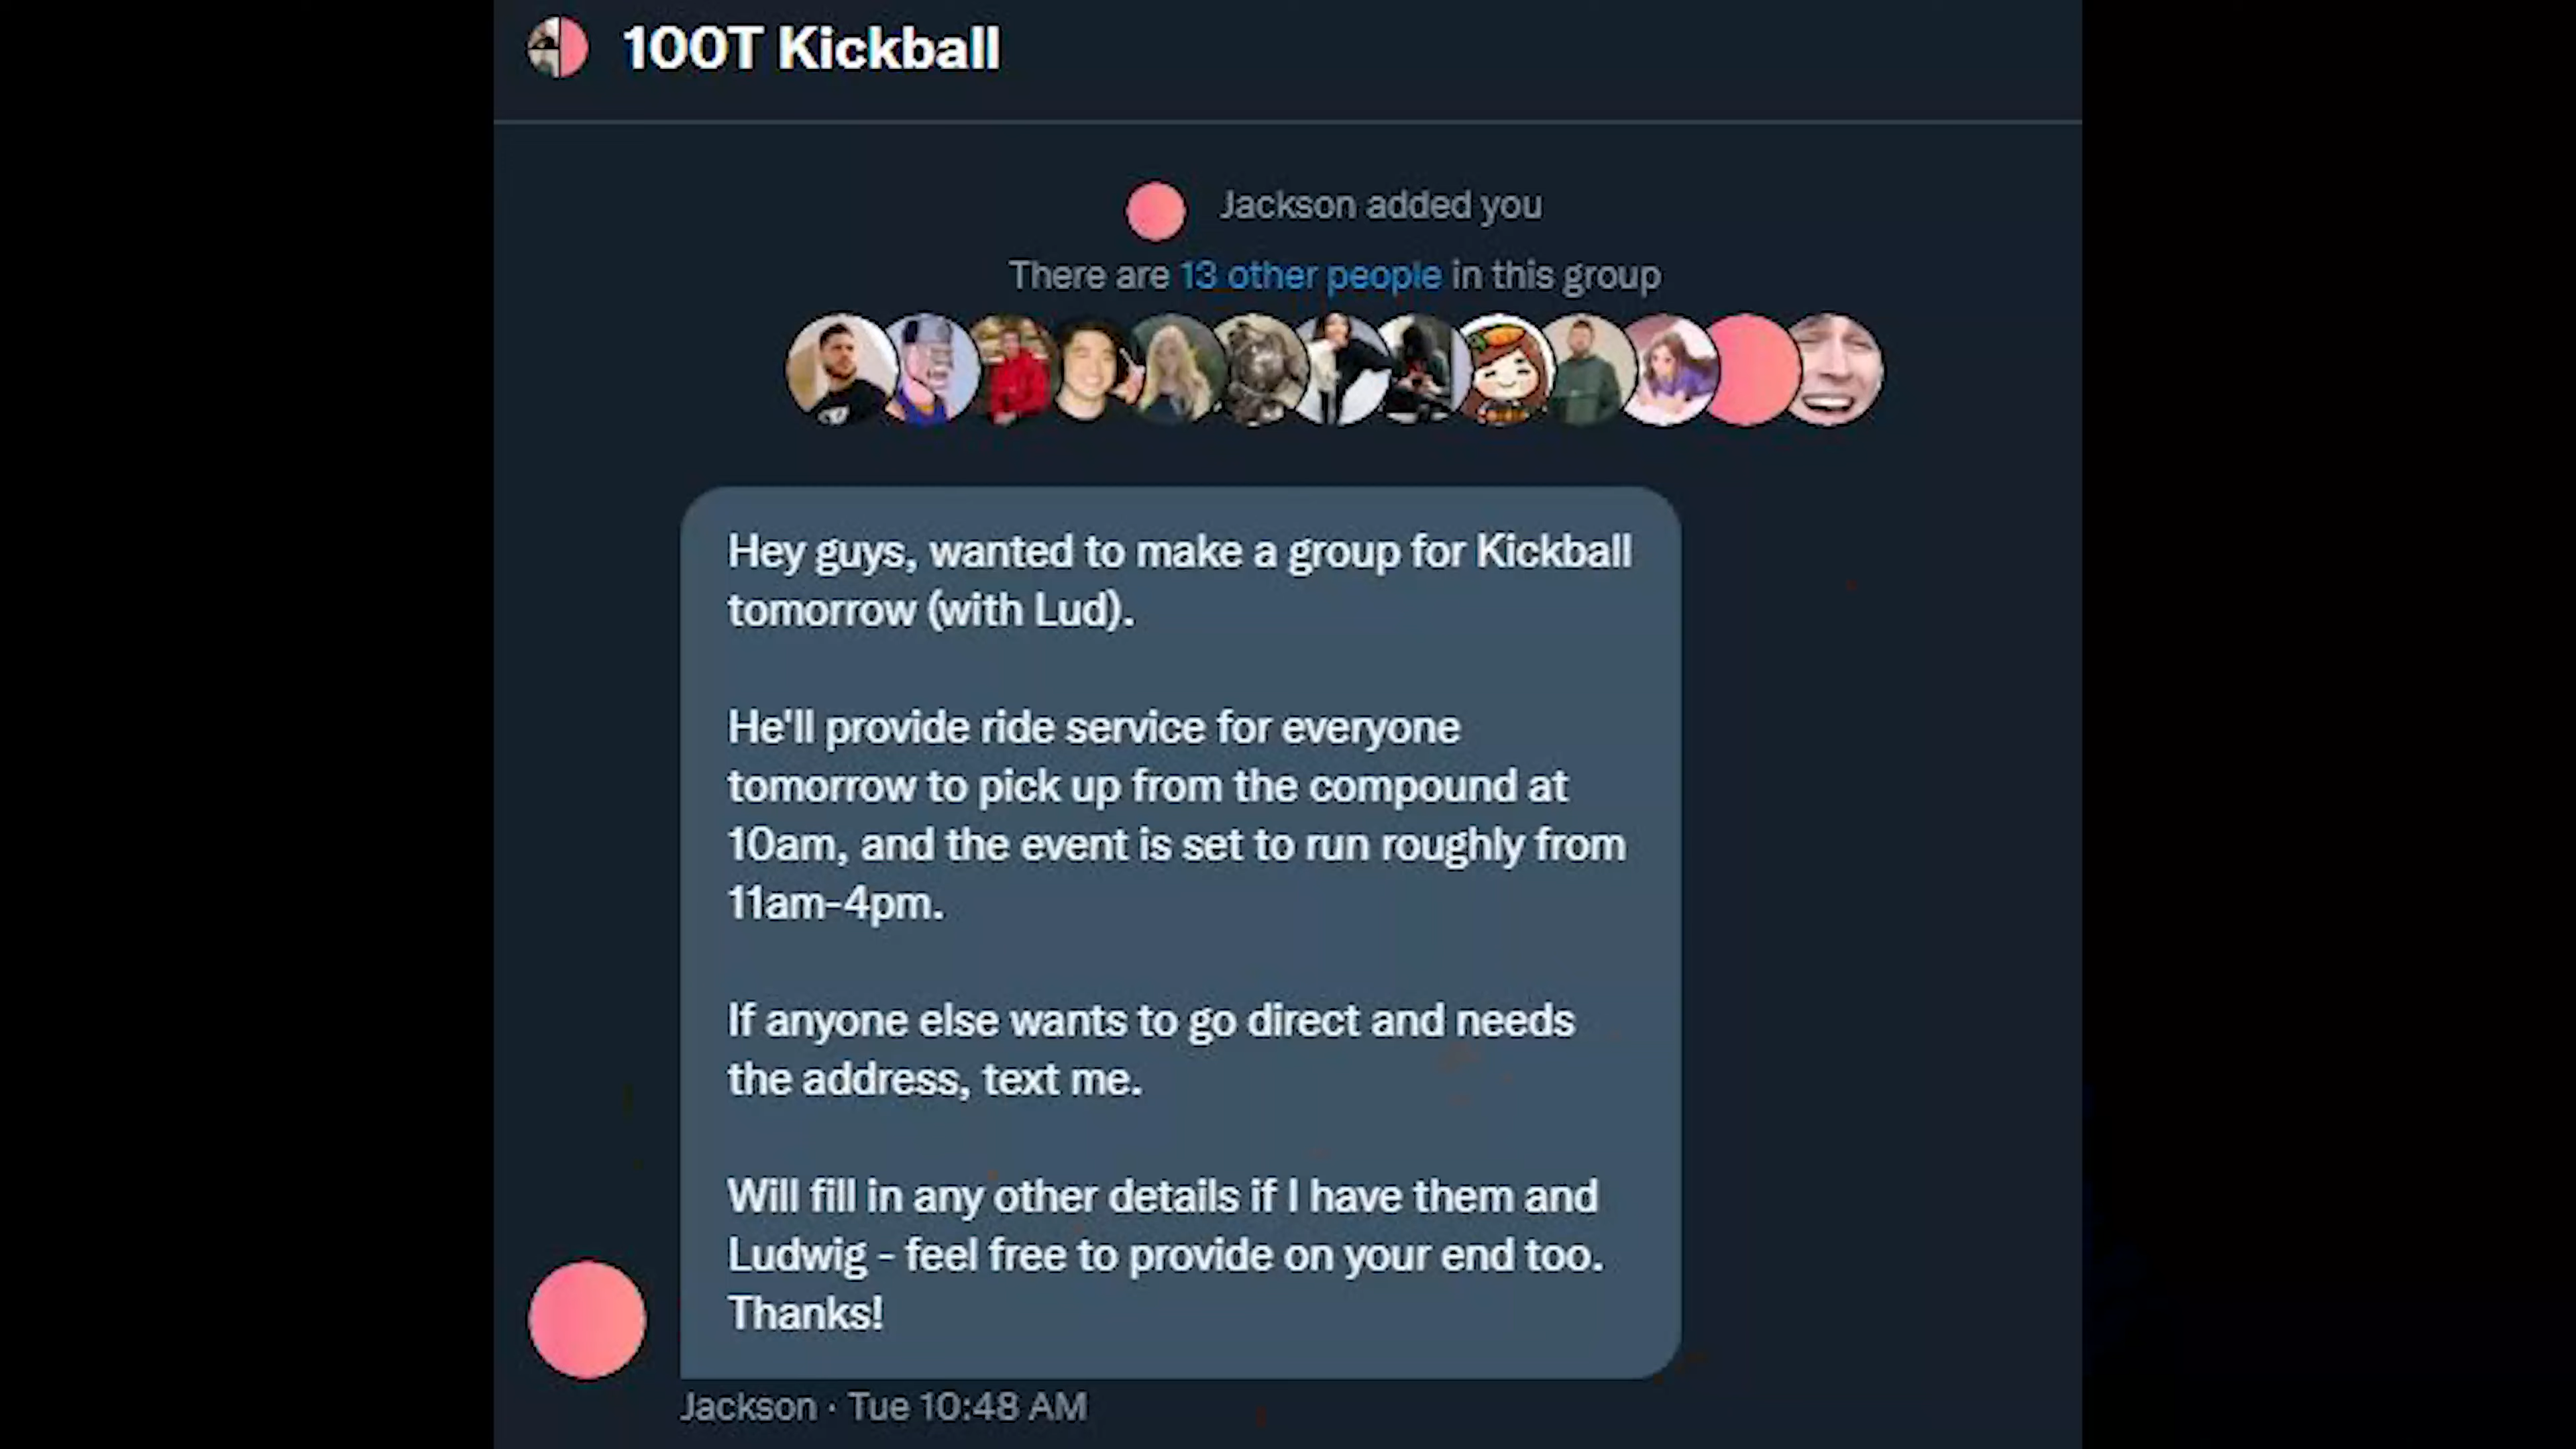 100T Kickball
Jackson added you
There are 13 other people in this group
Hey guys, wanted to make a group for Kickball
tomorrow (with Lud).
He'll provide ride service for everyone
tomorrow to pick up from the compound at
10am, and the event is set to run roughly from
11am-4pm.
If anyone else wants to go direct and needs
the address, text me.
Will fill in any other details if I have them and
Ludwig - feel free to provide on your end too.
Thanks!
Jackson · Tue 10:48 AM